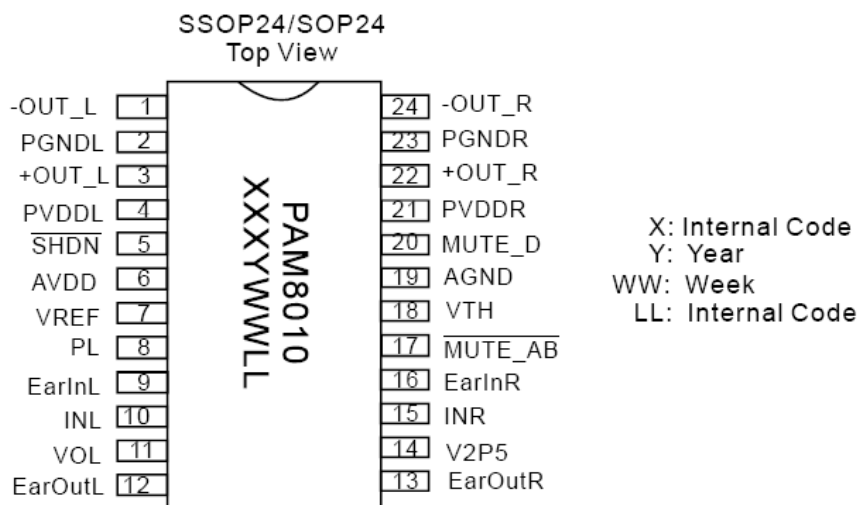 SSOP24/SOP24
Top View
-OUT_L 1
PGNDL 2
+OUT_L 3
PVDDL 4
SHDN 5
AVDD 6
VREF 7
PL 8
EarInL 9
INL 10
VOL 11
EarOutL 12
PAM8010
XXXYWWLL
24 -OUT_R
23 PGNDR
22 +OUT_R
21 PVDDR
20 MUTE_D
19 AGND
18 VTH
17 MUTE_AB
16 EarInR
15 INR
14 V2P5
13 EarOutR
X: Internal Code
Y: Year
WW: Week
LL: Internal Code